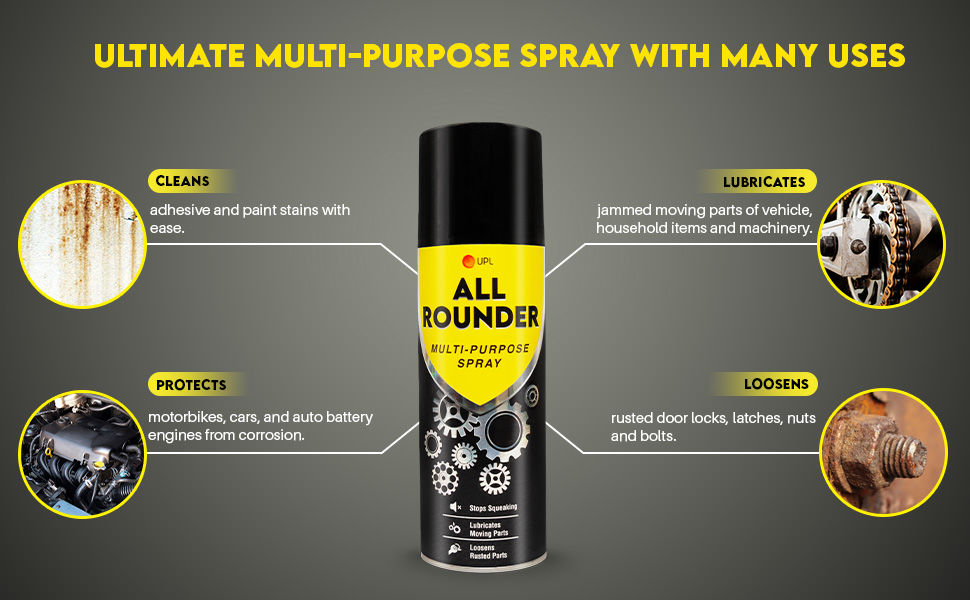 ULTIMATE MULTI-PURPOSE SPRAY WITH MANY USES
CLEANS
adhesive and paint stains with
ease.
LUBRICATES
jammed moving parts of vehicle,
household items and machinery.
PROTECTS
motorbikes, cars, and auto battery
engines from corrosion.
LOOSENS
rusted door locks, latches, nuts
and bolts.
UPL
ALL
ROUNDER
MULTI-PURPOSE
SPRAY
Stops Squeaking
Lubricates
Moving Parts
Loosens
Rusted Parts